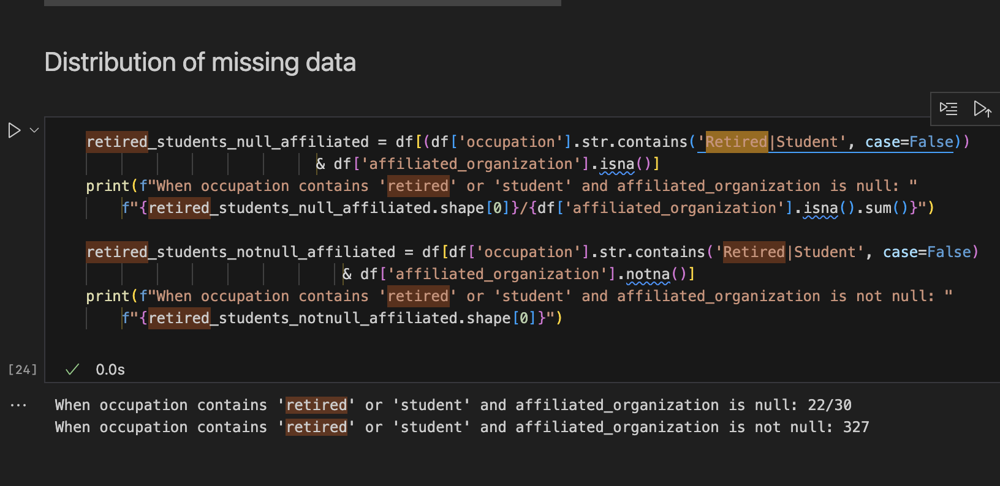 Distribution of missing data
retired_students_null_affiliated = df[(df['occupation'].str.contains('Retired|Student', case=False))
& df['affiliated_organization'].isna()]
print(f"When occupation contains 'retired' or 'student' and affiliated_organization is null: "
f"{retired_students_null_affiliated.shape[0]}/{df['affiliated_organization'].isna().sum()}")
retired_students_notnull_affiliated = df[df['occupation'].str.contains('Retired|Student', case=False)
& df['affiliated_organization'].notna()]
print(f"When occupation contains 'retired' or 'student' and affiliated_organization is not null: "
f"{retired_students_notnull_affiliated.shape[0]}")
[24] 0.0s
When occupation contains 'retired' or 'student' and affiliated_organization is null: 22/30
When occupation contains 'retired' or 'student' and affiliated_organization is not null: 327